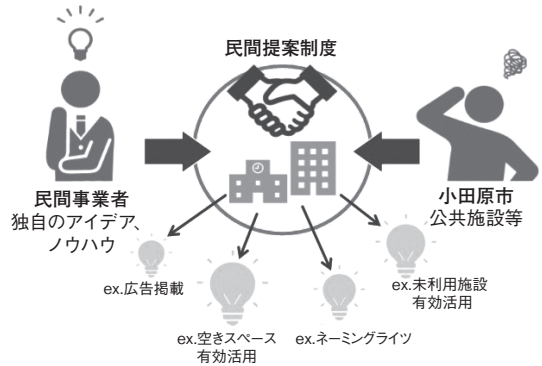 民間提案制度
民間事業者
独自のアイデア、
ノウハウ
小田原市
公共施設等
ex.広告掲載
ex.空きスペース
有効活用
ex.ネーミングライツ
ex.未利用施設
有効活用